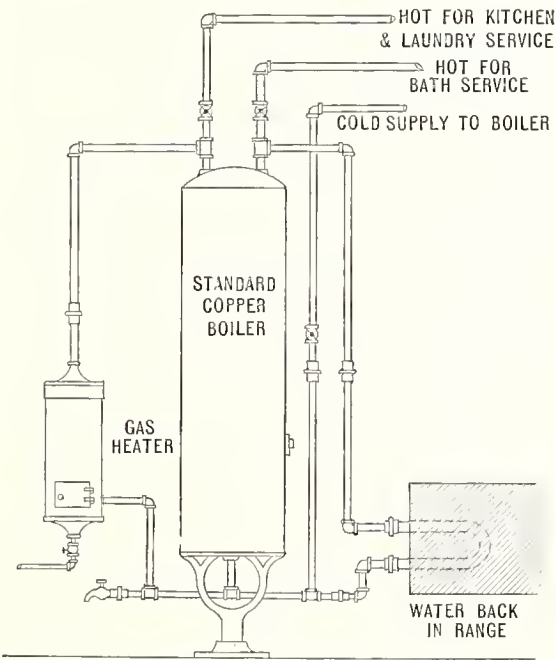 HOT FOR KITCHEN
& LAUNDRY SERVICE
HOT FOR
BATH SERVICE
COLD SUPPLY TO BOILER
STANDARD
COPPER
BOILER
GAS
HEATER
WATER BACK
IN RANGE